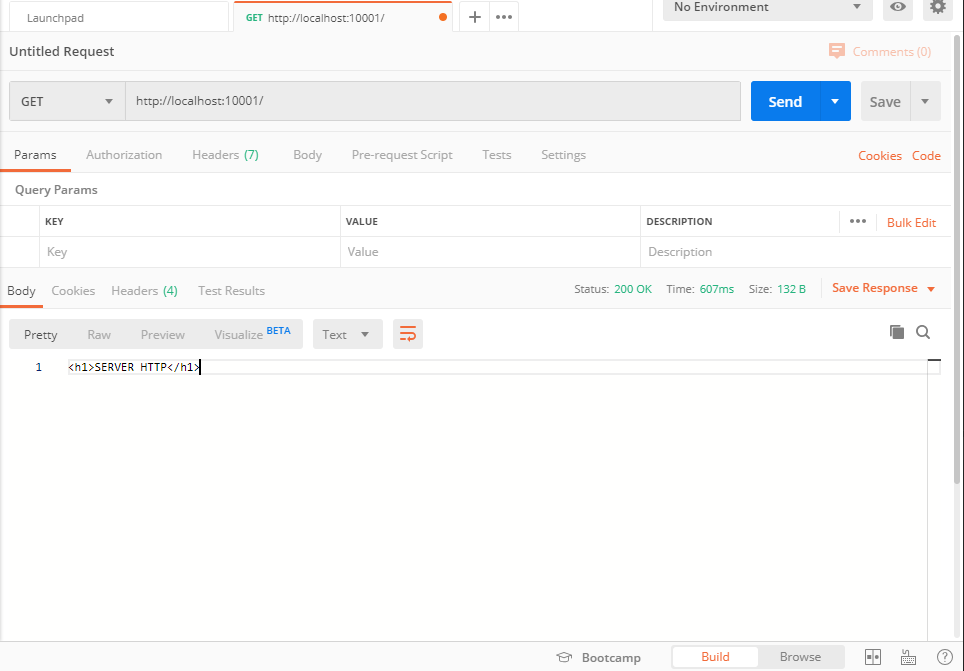 Launchpad
GET http://localhost:10001/
No Environment
Untitled Request
Comments (0)
GET
http://localhost:10001/
Send
Save
Params
Authorization
Headers (7)
Body
Pre-request Script
Tests
Settings
Cookies
Code
Query Params
KEY
VALUE
DESCRIPTION
Bulk Edit
Key
Value
Description
Body
Cookies
Headers (4)
Test Results
Status: 200 OK
Time: 607ms
Size: 132 B
Save Response
Pretty
Raw
Preview
Visualize BETA
Text
1
<h1>SERVER HTTP</h1>
Bootcamp
Build
Browse